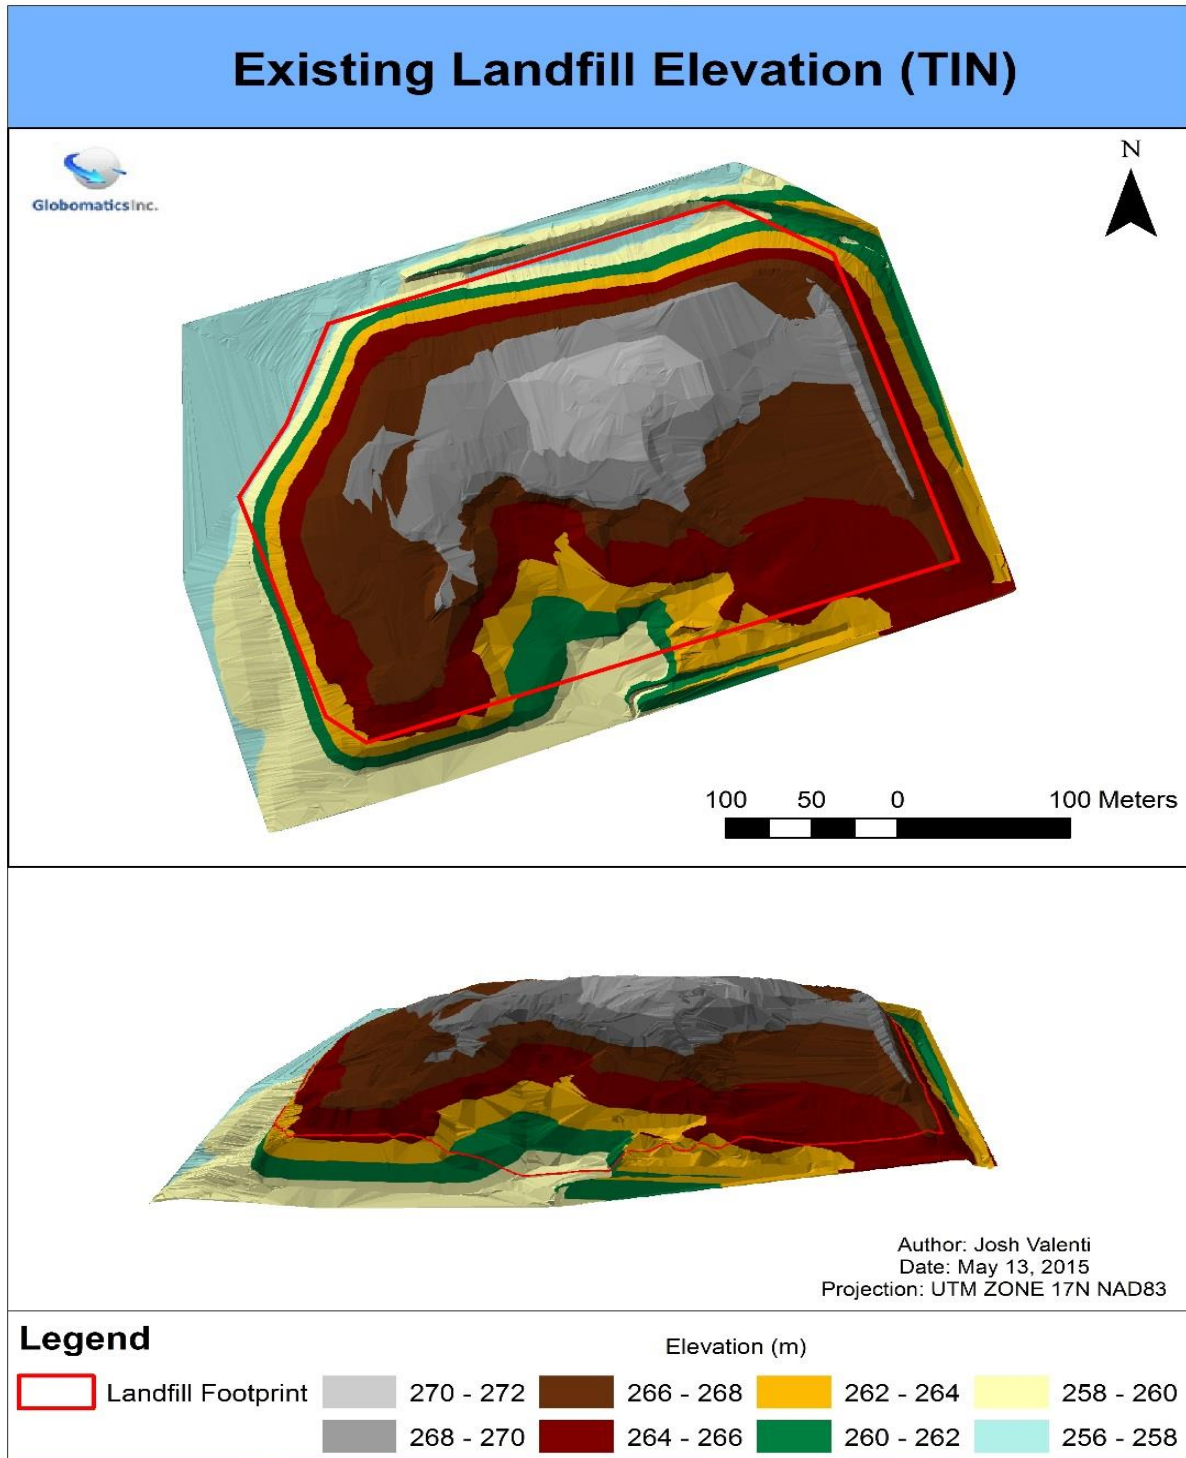 Existing Landfill Elevation (TIN)
Globomatics Inc.
N
100 50 0 100 Meters
Author: Josh Valenti
Date: May 13, 2015
Projection: UTM ZONE 17N NAD83
Legend
Elevation (m)
Landfill Footprint 270 - 272 266 - 268 262 - 264 258 - 260
268 - 270 264 - 266 260 - 262 256 - 258